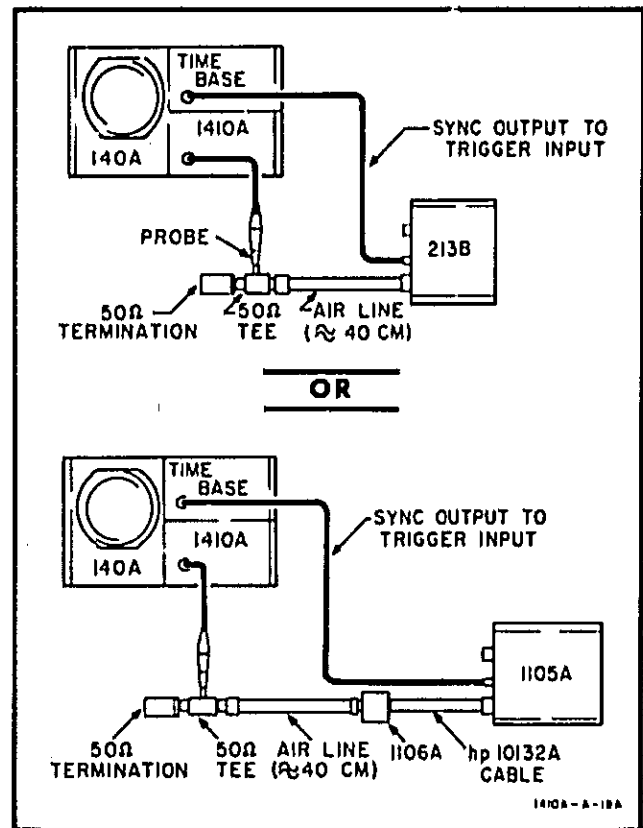 TIME
BASE
1410A
140A
SYNC OUTPUT TO
TRIGGER INPUT
PROBE
213B
50Ω
TERMINATION
50Ω
TEE
AIR LINE
(≈ 40 CM)
OR
TIME
BASE
1410A
140A
SYNC OUTPUT TO
TRIGGER INPUT
1105A
50Ω
TERMINATION
50Ω
TEE
AIR LINE
(≈40 CM)
1106A
hp 10132A
CABLE
1410A-A-18A